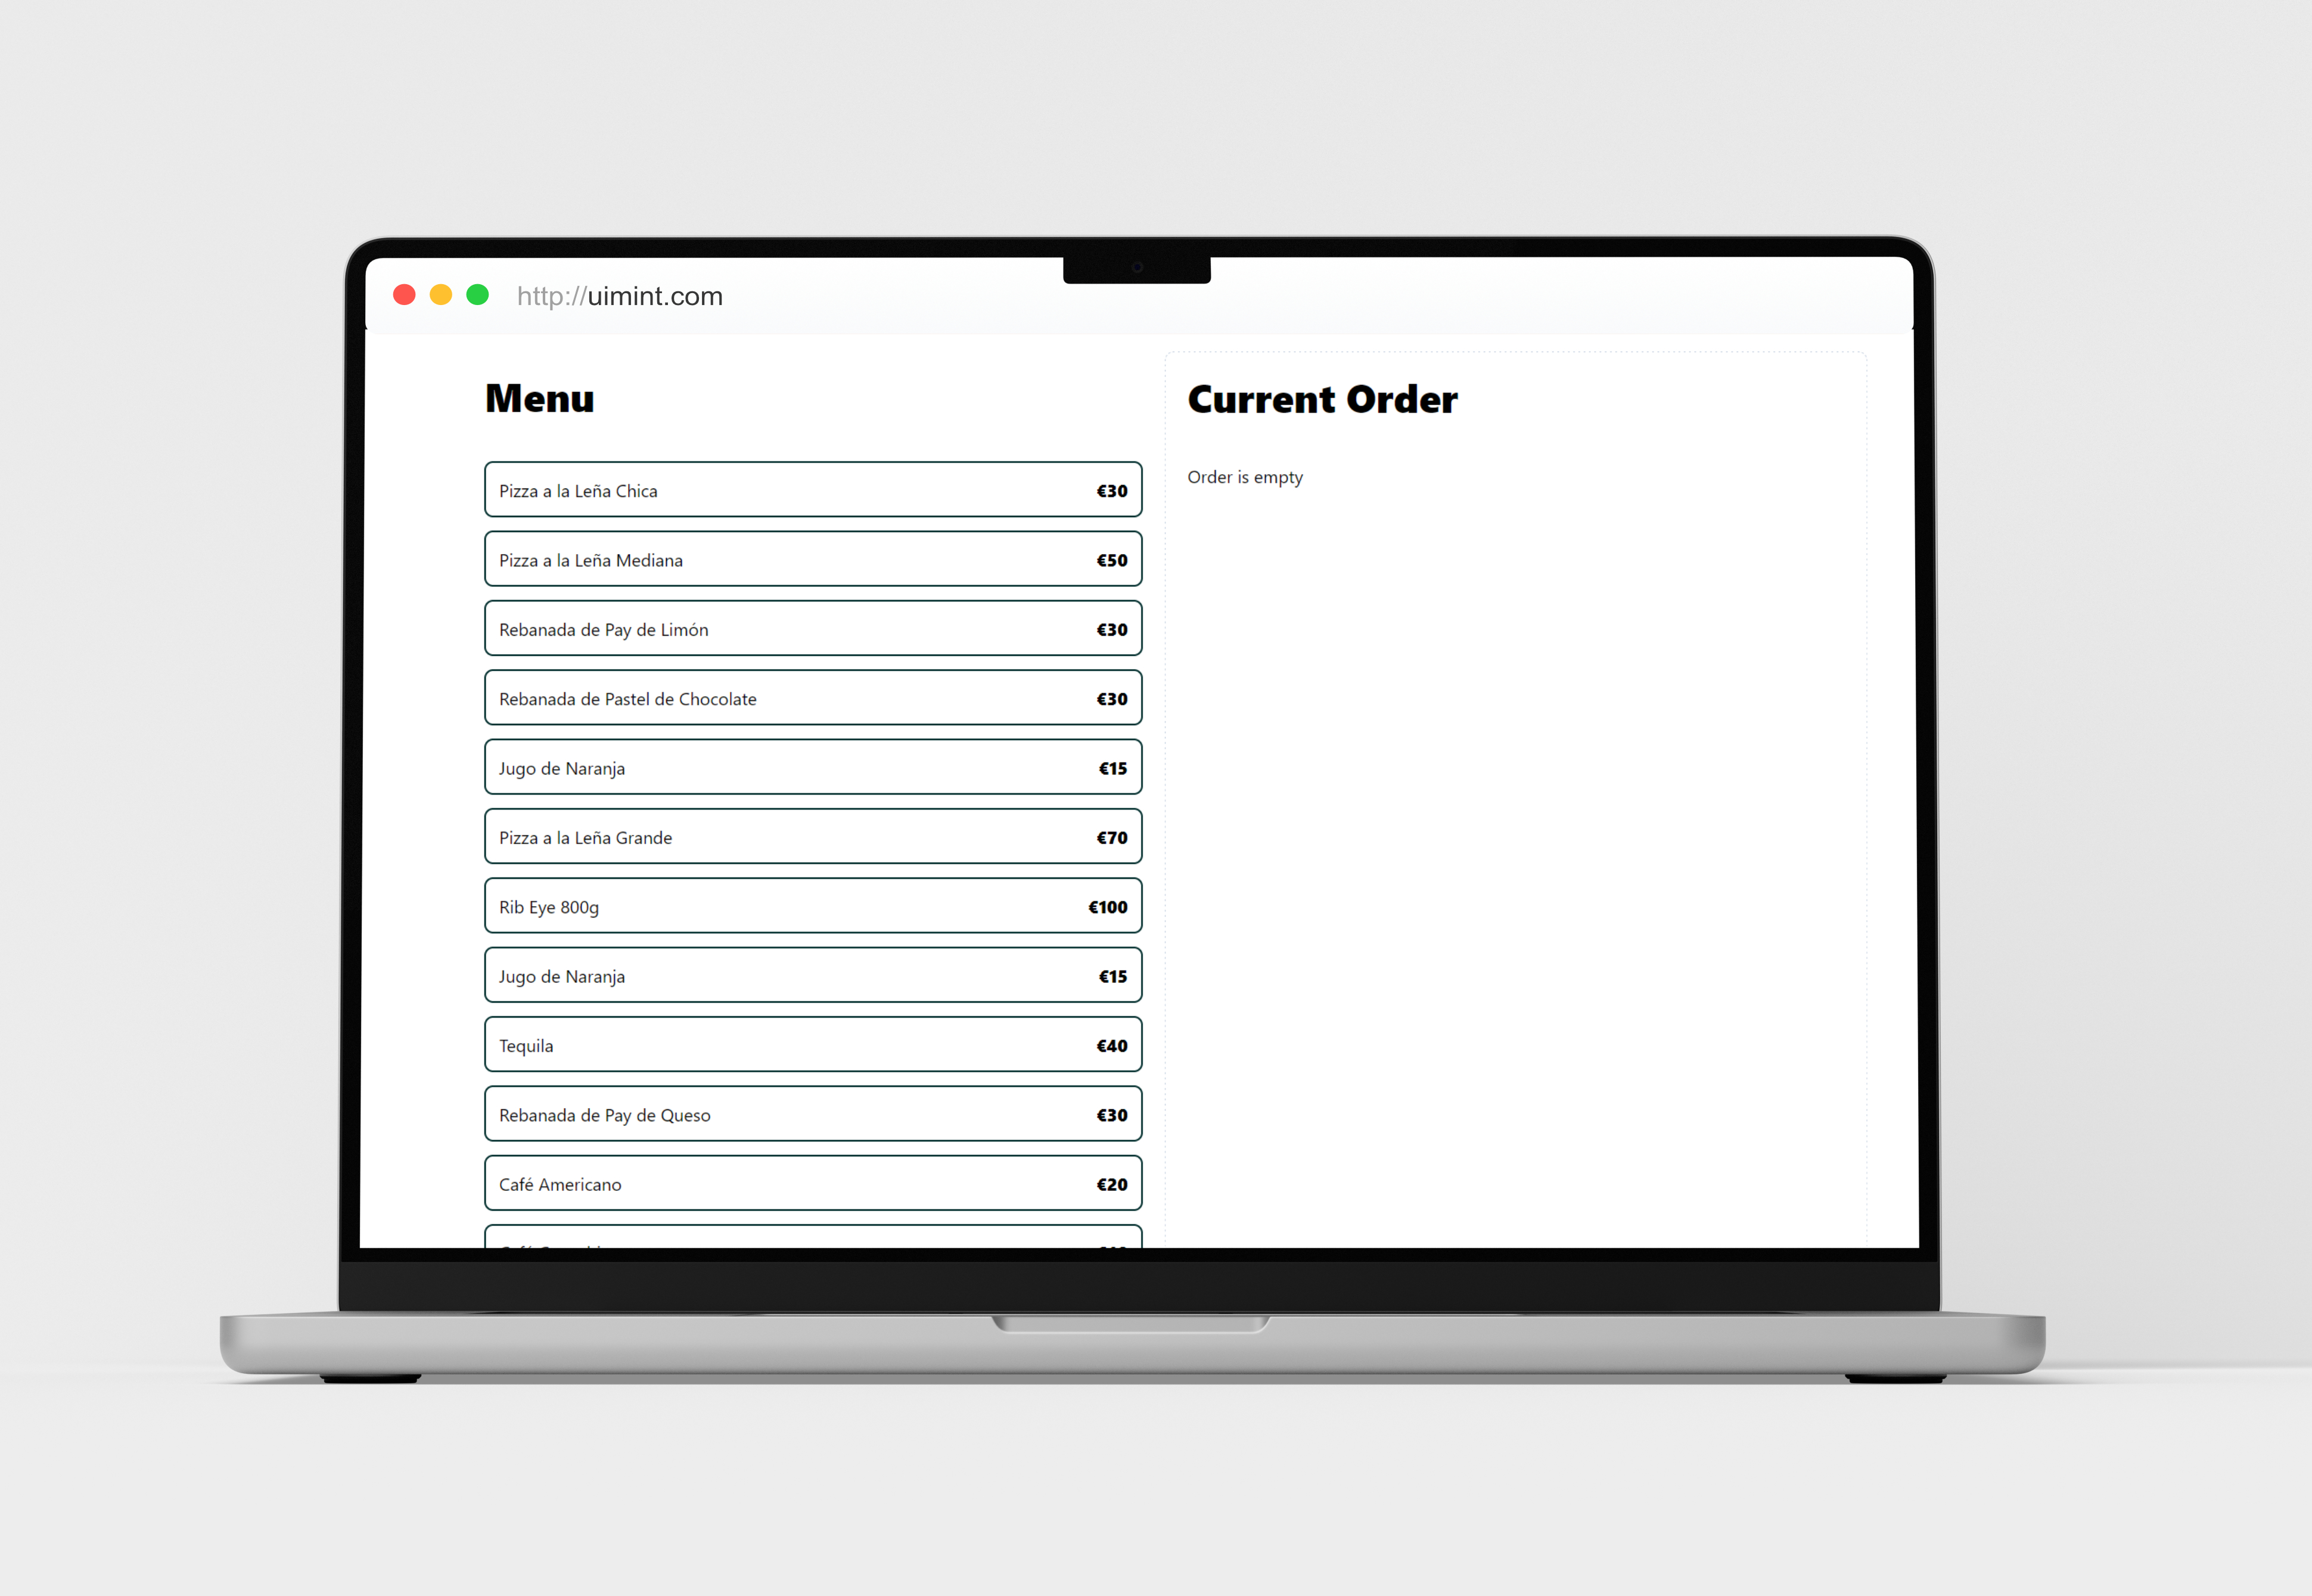 http://uimint.com
Menu
Pizza a la Leña Chica €30
Pizza a la Leña Mediana €50
Rebanada de Pay de Limón €30
Rebanada de Pastel de Chocolate €30
Jugo de Naranja €15
Pizza a la Leña Grande €70
Rib Eye 800g €100
Jugo de Naranja €15
Tequila €40
Rebanada de Pay de Queso €30
Café Americano €20
Current Order
Order is empty